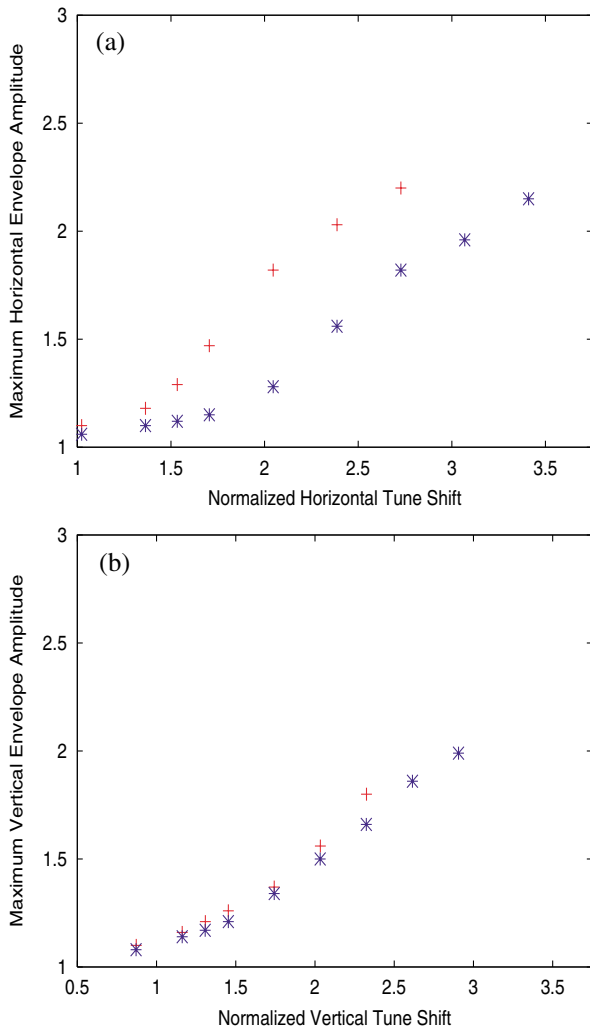 (a)
Maximum Horizontal Envelope Amplitude
3
2.5
2
1.5
1
1 1.5 2 2.5 3 3.5
Normalized Horizontal Tune Shift
(b)
Maximum Vertical Envelope Amplitude
3
2.5
2
1.5
1
0.5 1 1.5 2 2.5 3 3.5
Normalized Vertical Tune Shift